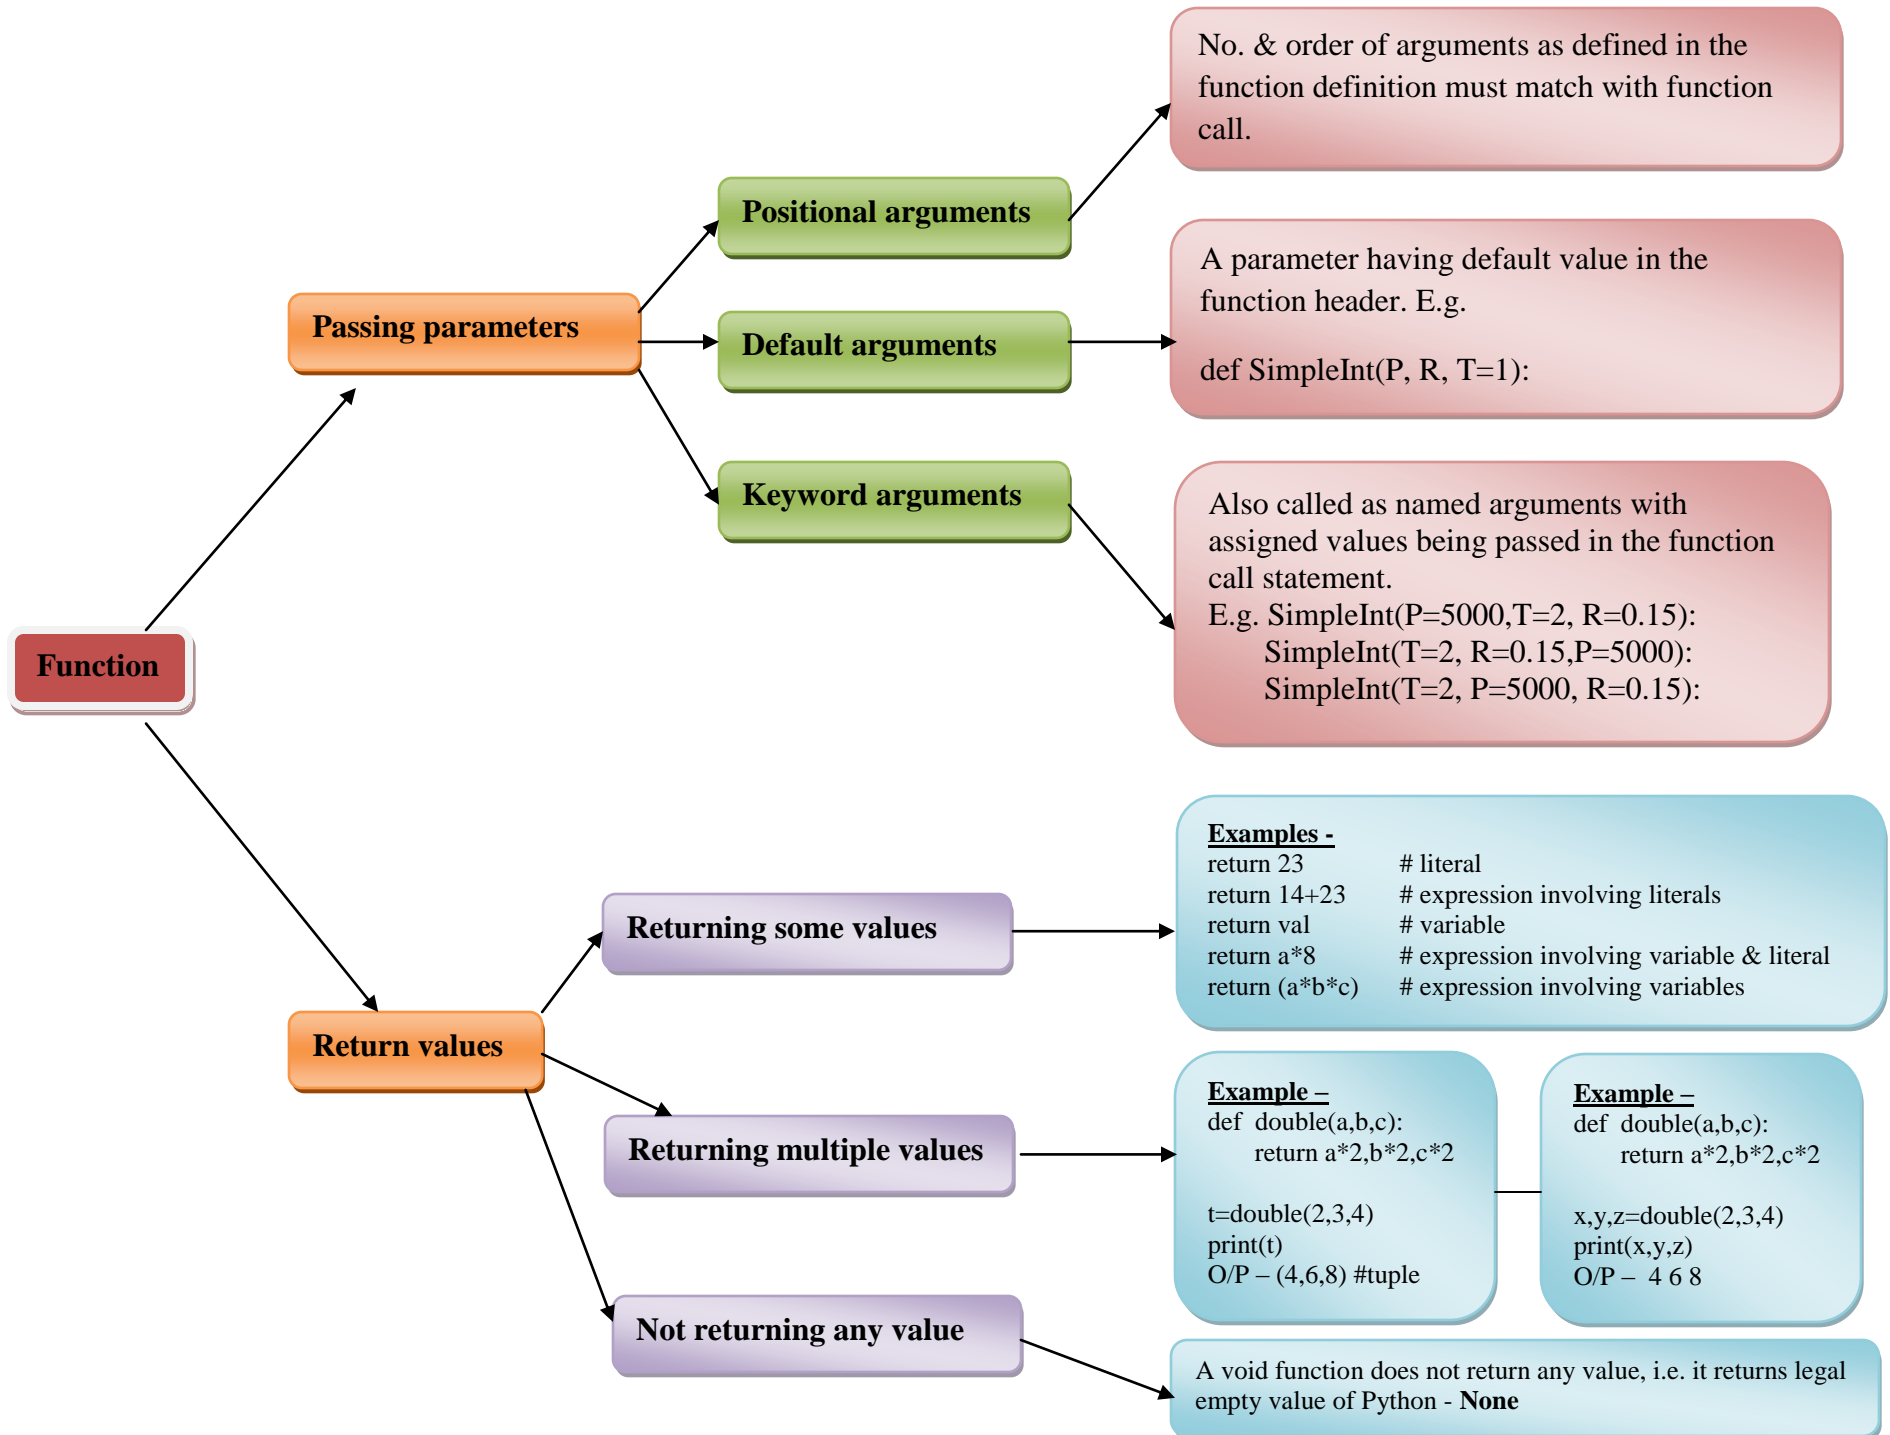 Function
Passing parameters
Positional arguments
No. & order of arguments as defined in the
function definition must match with function
call.
Default arguments
A parameter having default value in the
function header. E.g.
def SimpleInt(P, R, T=1):
Keyword arguments
Also called as named arguments with
assigned values being passed in the function
call statement.
E.g. SimpleInt(P=5000,T=2, R=0.15):
SimpleInt(T=2, R=0.15,P=5000):
SimpleInt(T=2, P=5000, R=0.15):
Return values
Returning some values
Examples -
return 23 # literal
return 14+23 # expression involving literals
return val # variable
return a*8 # expression involving variable & literal
return (a*b*c) # expression involving variables
Returning multiple values
Example –
def double(a,b,c):
return a*2,b*2,c*2
t=double(2,3,4)
print(t)
O/P – (4,6,8) #tuple
Example –
def double(a,b,c):
return a*2,b*2,c*2
x,y,z=double(2,3,4)
print(x,y,z)
O/P – 4 6 8
Not returning any value
A void function does not return any value, i.e. it returns legal
empty value of Python - None